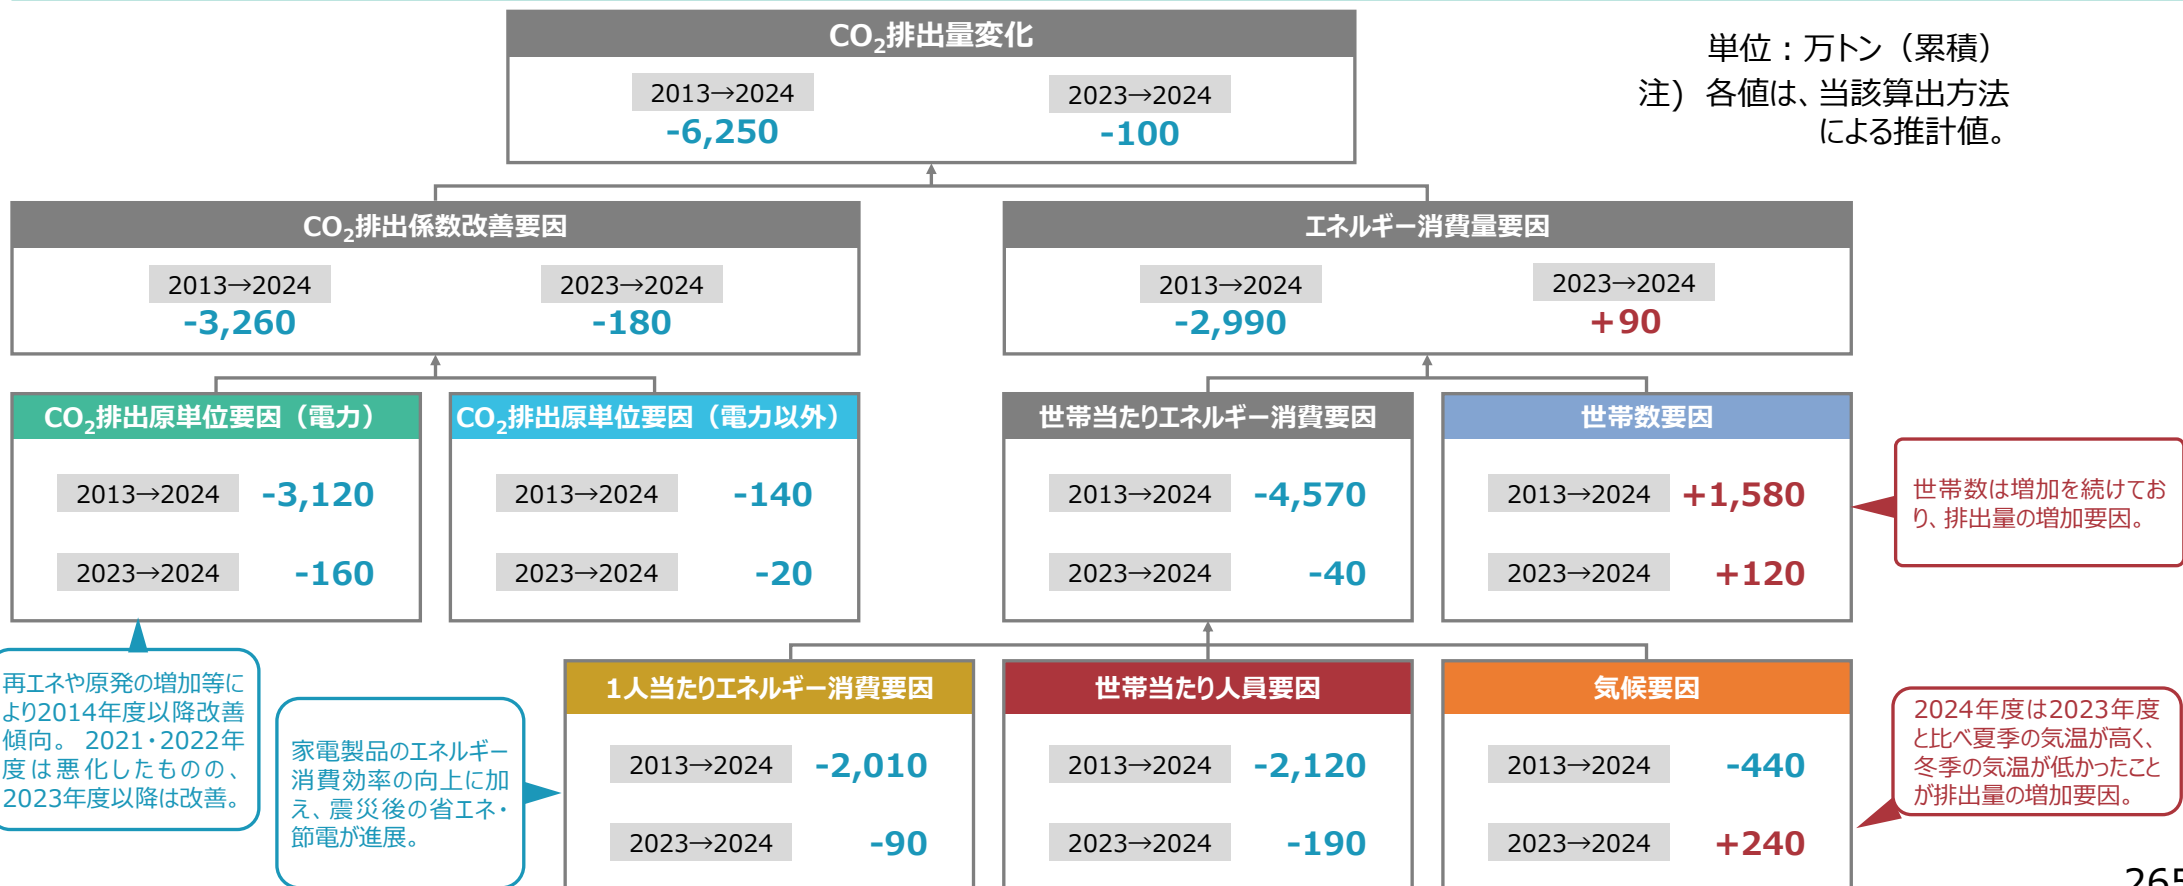 CO₂排出量変化
2013→2024
-6,250
2023→2024
-100
単位：万トン（累積）
注）各値は、当該算出方法
による推計値。
CO₂排出係数改善要因
2013→2024
-3,260
2023→2024
-180
エネルギー消費量要因
2013→2024
-2,990
2023→2024
+90
CO₂排出原単位要因（電力）
2013→2024 -3,120
2023→2024 -160
CO₂排出原単位要因（電力以外）
2013→2024 -140
2023→2024 -20
世帯当たりエネルギー消費要因
2013→2024 -4,570
2023→2024 -40
世帯数要因
2013→2024 +1,580
2023→2024 +120
世帯数は増加を続けてお
り、排出量の増加要因。
再エネや原発の増加等に
より2014年度以降改善
傾向。 2021・2022年
度は悪化したものの、
2023年度以降は改善。
家電製品のエネルギー
消費効率の向上に加
え、震災後の省エネ・
節電が進展。
1人当たりエネルギー消費要因
2013→2024 -2,010
2023→2024 -90
世帯当たり人員要因
2013→2024 -2,120
2023→2024 -190
気候要因
2013→2024 -440
2023→2024 +240
2024年度は2023年度
と比べ夏季の気温が高く、
冬季の気温が低かったこと
が排出量の増加要因。
265